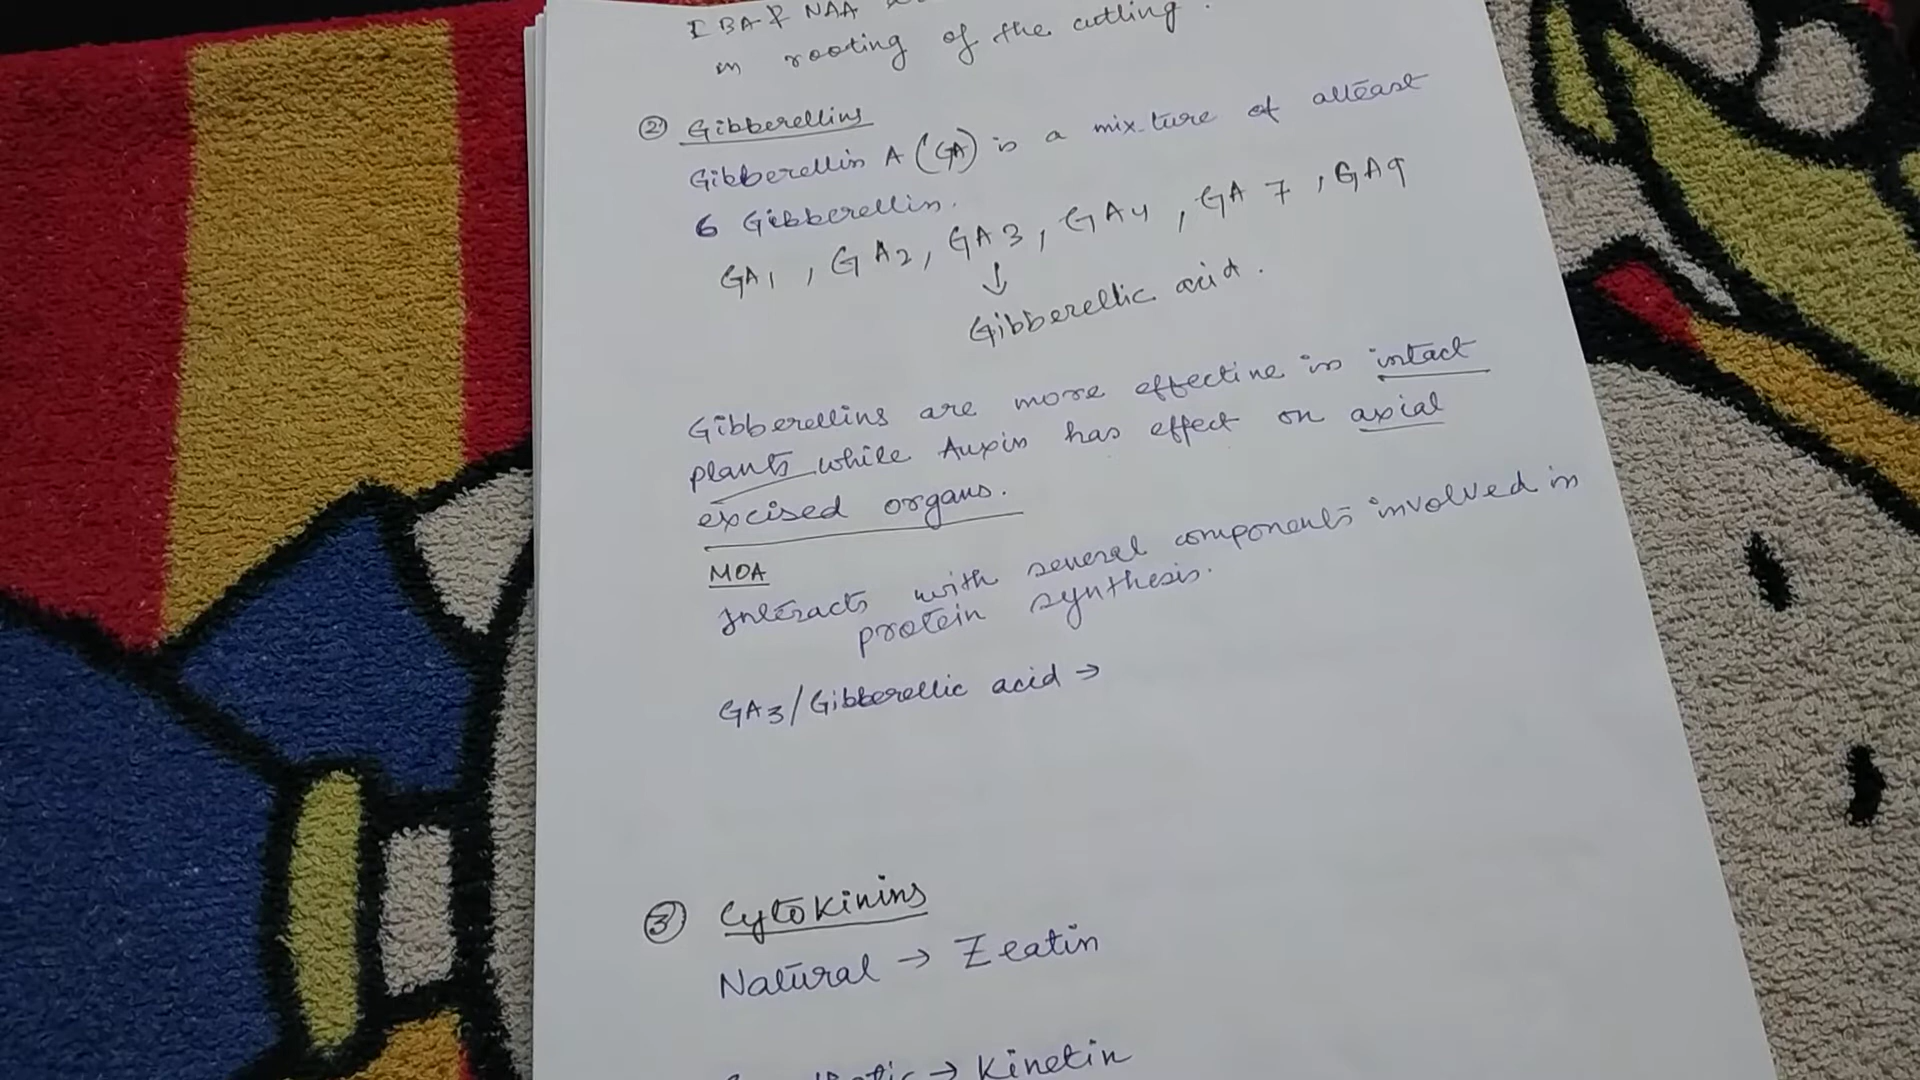 IBA & NAA
in rooting of the cutting.
② Gibberellins
Gibberellin A (GA) is a mixture of atleast
6 Gibberellin.
GA1, GA2, GA3, GA4, GA7, GA9
↓
Gibberellic acid.
Gibberellins are more effective in intact
plants while Auxin has effect on axial
excised organs.
MOA
Interacts with several components involved in
protein synthesis.
GA3/Gibberellic acid →
③ Cytokinins
Natural → Zeatin
→ Kinetin